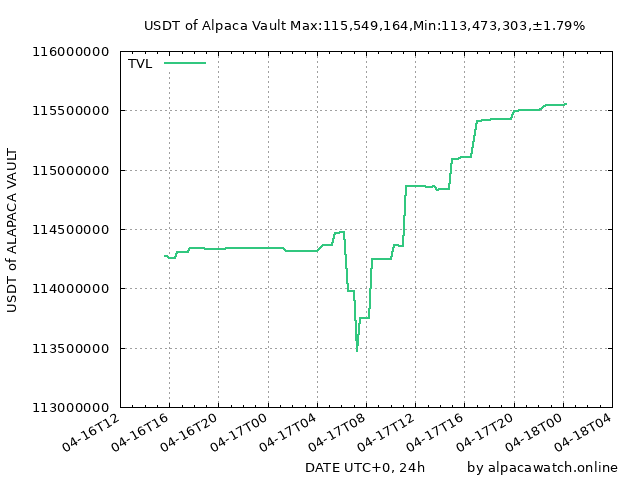 USDT of Alpaca Vault Max:115,549,164,Min:113,473,303,±1.79%
TVL
116000000
115500000
115000000
114500000
114000000
113500000
113000000
USDT of ALAPACA VAULT
04-16T12
04-16T16
04-16T20
04-17T00
04-17T04
04-17T08
04-17T12
04-17T16
04-17T20
04-18T00
04-18T04
DATE UTC+0, 24h
by alpacawatch.online